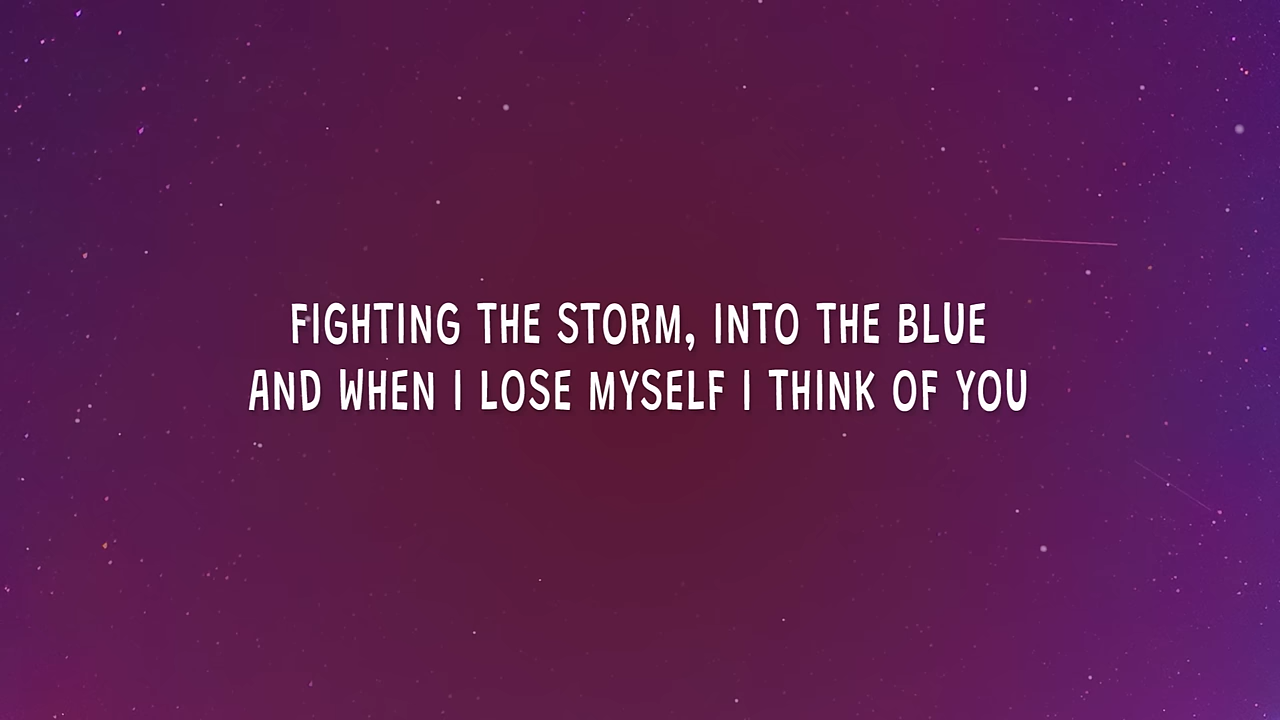 FIGHTING THE STORM, INTO THE BLUE
AND WHEN I LOSE MYSELF I THINK OF YOU